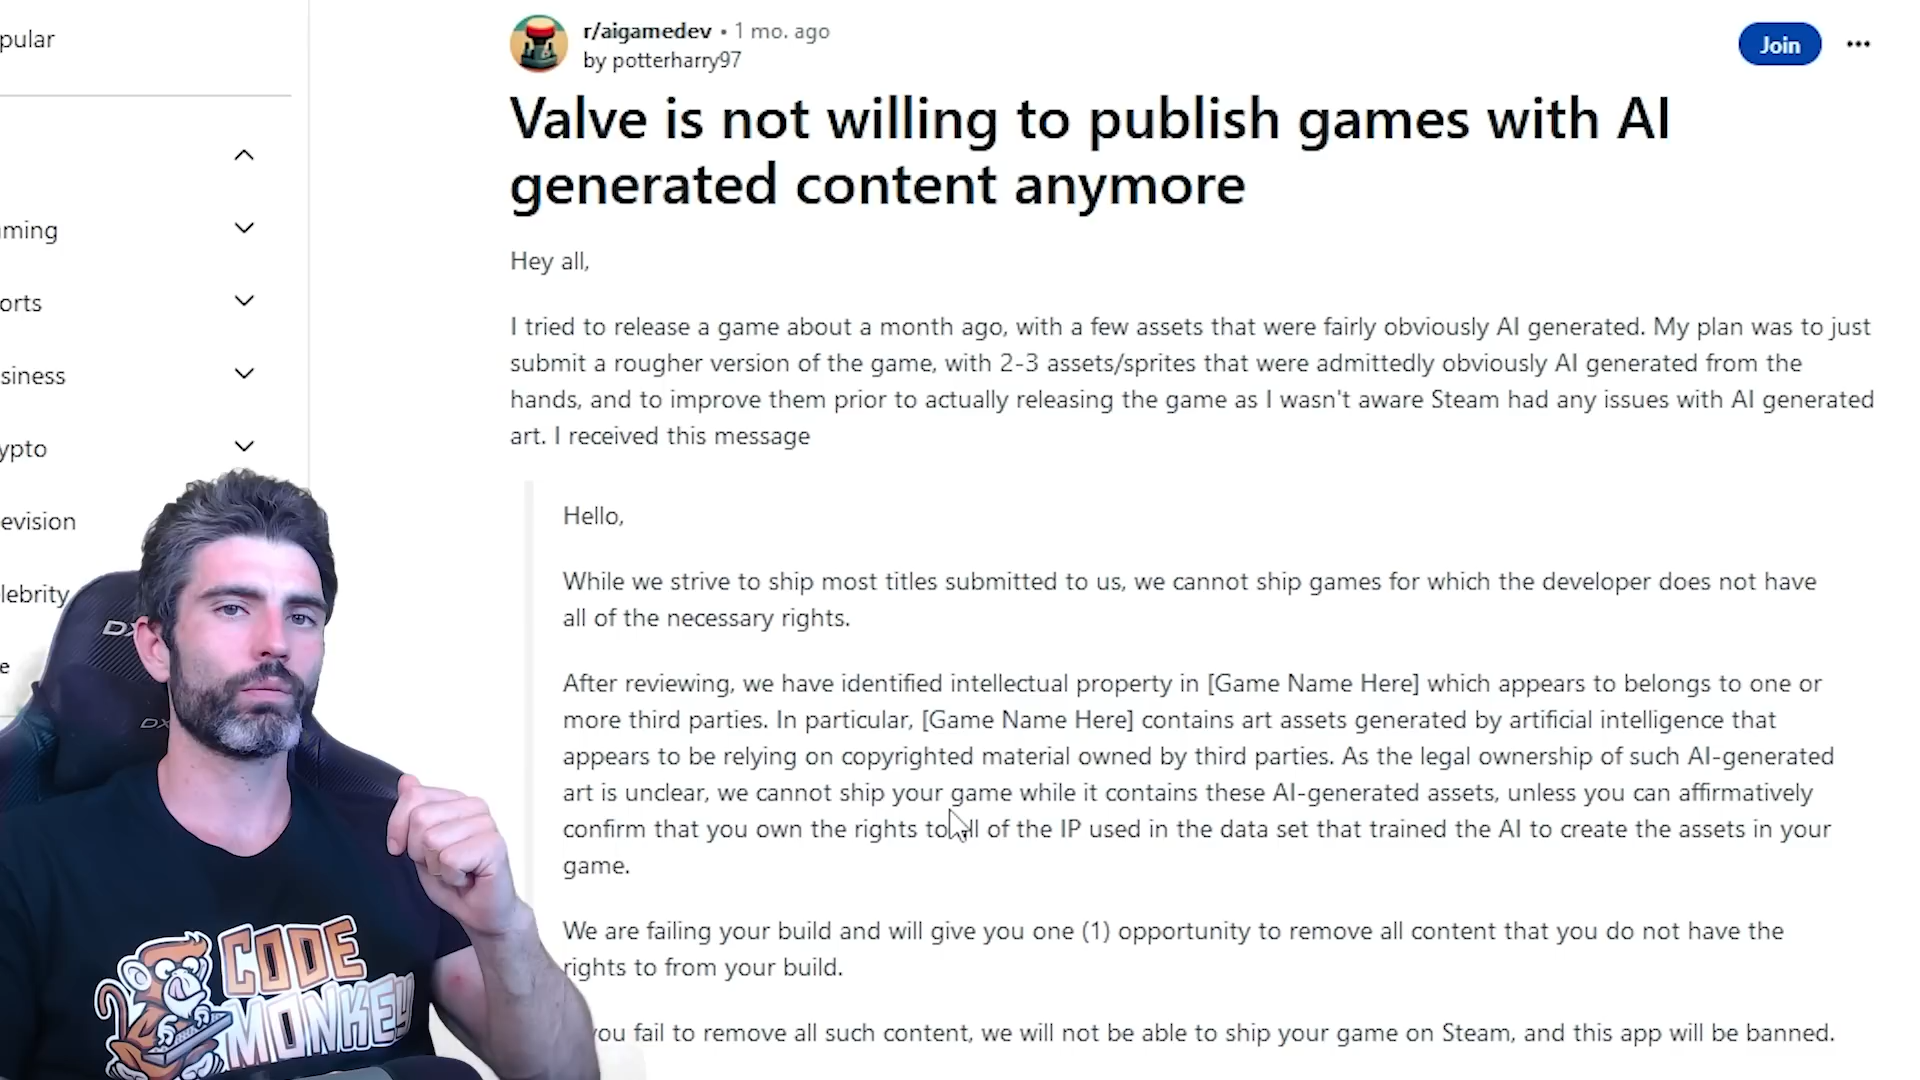 pular
ming
orts
siness
ypto
evision
lebrity
e
r/aigamedev • 1 mo. ago
by potterharry97
Join
Valve is not willing to publish games with AI
generated content anymore
Hey all,
I tried to release a game about a month ago, with a few assets that were fairly obviously AI generated. My plan was to just
submit a rougher version of the game, with 2-3 assets/sprites that were admittedly obviously AI generated from the
hands, and to improve them prior to actually releasing the game as I wasn't aware Steam had any issues with AI generated
art. I received this message
Hello,
While we strive to ship most titles submitted to us, we cannot ship games for which the developer does not have
all of the necessary rights.
After reviewing, we have identified intellectual property in [Game Name Here] which appears to belongs to one or
more third parties. In particular, [Game Name Here] contains art assets generated by artificial intelligence that
appears to be relying on copyrighted material owned by third parties. As the legal ownership of such AI-generated
art is unclear, we cannot ship your game while it contains these AI-generated assets, unless you can affirmatively
confirm that you own the rights to all of the IP used in the data set that trained the AI to create the assets in your
game.
We are failing your build and will give you one (1) opportunity to remove all content that you do not have the
rights to from your build.
you fail to remove all such content, we will not be able to ship your game on Steam, and this app will be banned.
DX
DX
CODE
MONKEY